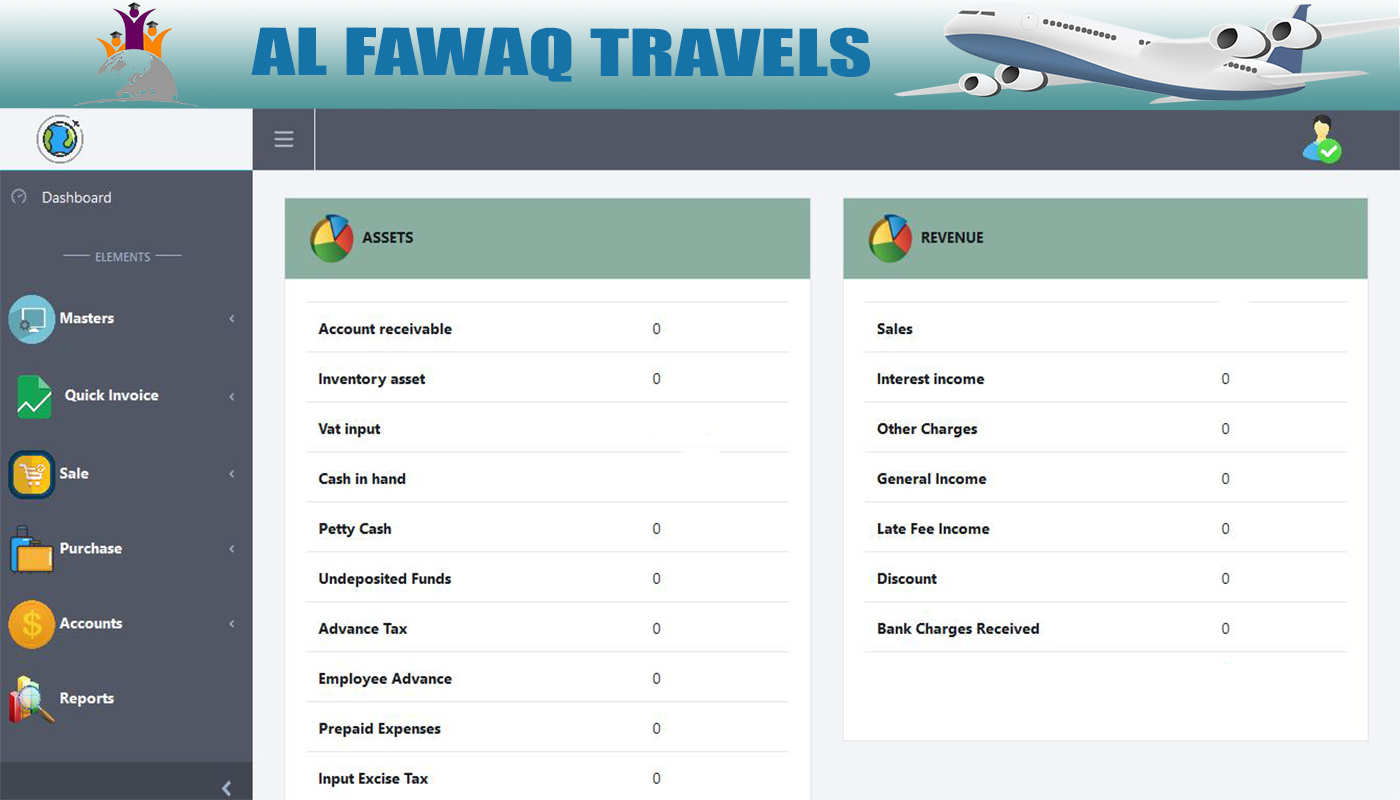 AL FAWAQ TRAVELS
Dashboard
ELEMENTS
Masters
Quick Invoice
Sale
Purchase
Accounts
Reports
ASSETS
Account receivable 0
Inventory asset 0
Vat input
Cash in hand
Petty Cash 0
Undeposited Funds 0
Advance Tax 0
Employee Advance 0
Prepaid Expenses 0
Input Excise Tax 0
REVENUE
Sales
Interest income 0
Other Charges 0
General Income 0
Late Fee Income 0
Discount 0
Bank Charges Received 0